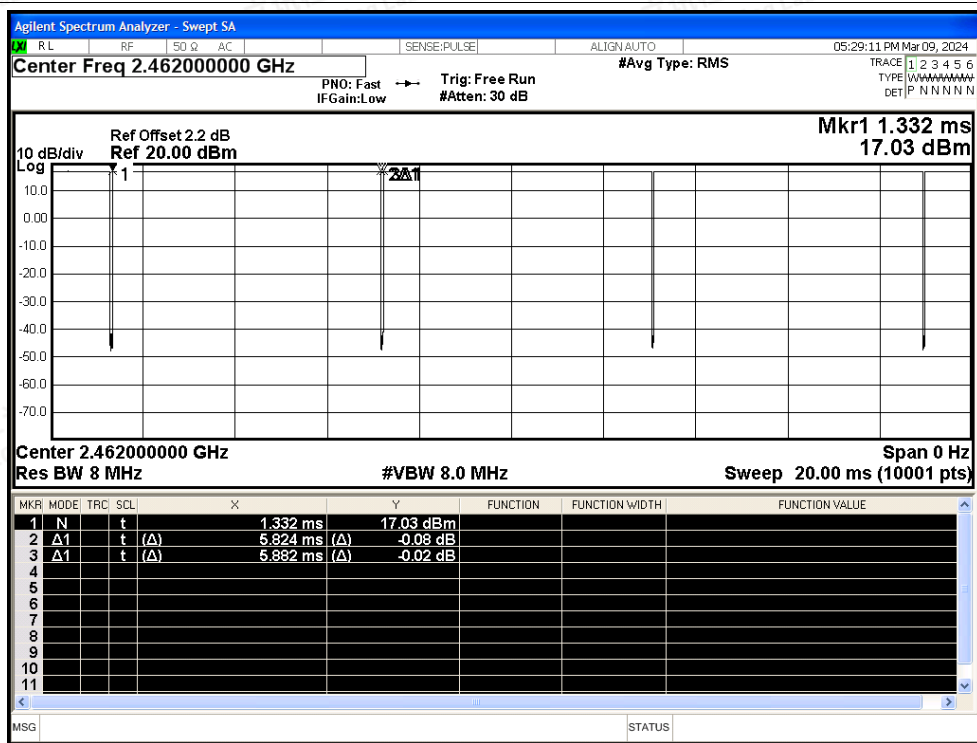 Agilent Spectrum Analyzer - Swept SA
LXI RL RF 50 Ω AC SENSE:PULSE ALIGN AUTO 05:29:11 PM Mar 09, 2024
Center Freq 2.462000000 GHz #Avg Type: RMS TRACE 1 2 3 4 5 6
PNO: Fast Trig: Free Run TYPE WWWWWW
IFGain:Low #Atten: 30 dB DET P N N N N N
Mkr1 1.332 ms
Ref Offset 2.2 dB
10 dB/div Ref 20.00 dBm 17.03 dBm
Log
1
2Δ1
10.0
0.00
-10.0
-20.0
-30.0
-40.0
-50.0
-60.0
-70.0
Center 2.462000000 GHz Span 0 Hz
Res BW 8 MHz #VBW 8.0 MHz Sweep 20.00 ms (10001 pts)
MKR MODE TRC SCL X Y FUNCTION FUNCTION WIDTH FUNCTION VALUE
1 N t 1.332 ms 17.03 dBm
2 Δ1 t (Δ) 5.824 ms (Δ) -0.08 dB
3 Δ1 t (Δ) 5.882 ms (Δ) -0.02 dB
4
5
6
7
8
9
10
11
MSG STATUS